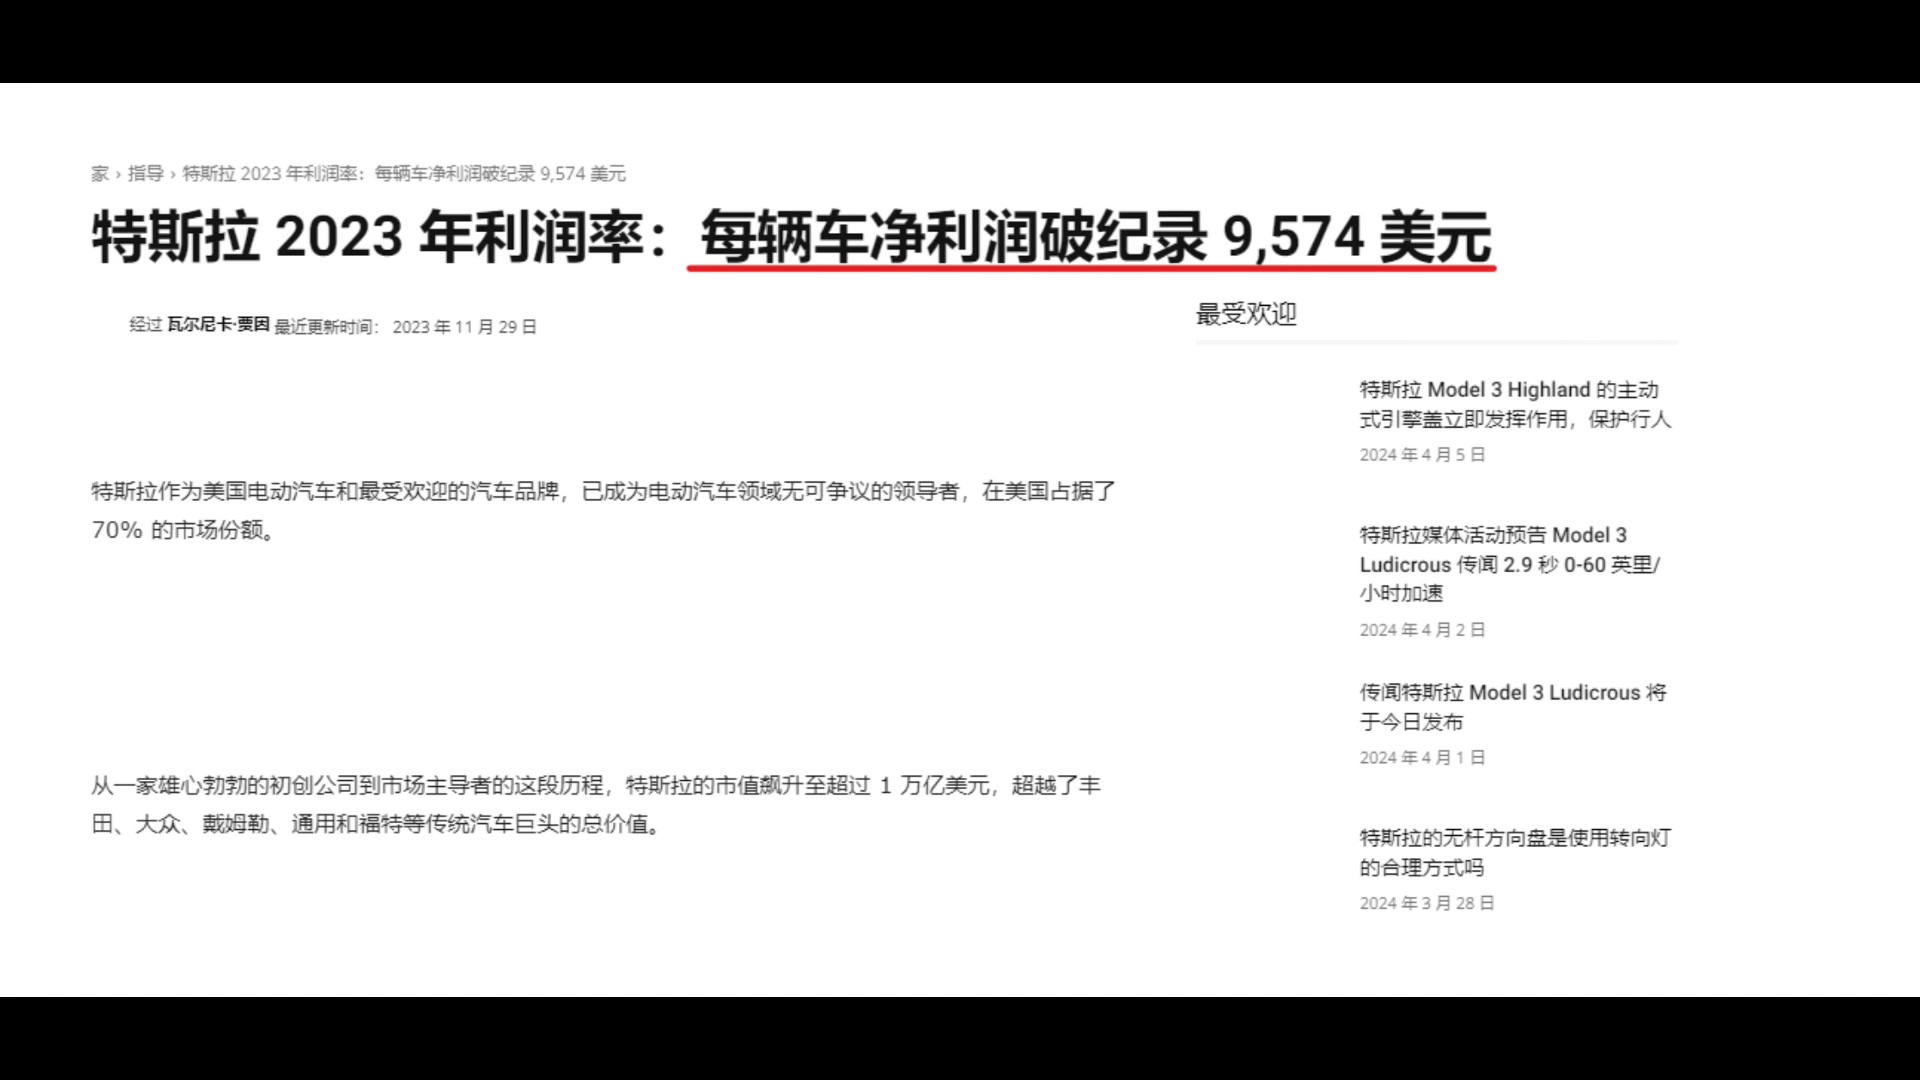 家 › 指导 › 特斯拉 2023 年利润率：每辆车净利润破纪录 9,574 美元
特斯拉 2023 年利润率：每辆车净利润破纪录 9,574 美元
经过 瓦尔尼卡·贾因 最近更新时间： 2023 年 11 月 29 日
特斯拉作为美国电动汽车和最受欢迎的汽车品牌，已成为电动汽车领域无可争议的领导者，在美国占据了
70% 的市场份额。
从一家雄心勃勃的初创公司到市场主导者的这段历程，特斯拉的市值飙升至超过 1 万亿美元，超越了丰
田、大众、戴姆勒、通用和福特等传统汽车巨头的总价值。
最受欢迎
特斯拉 Model 3 Highland 的主动
式引擎盖立即发挥作用，保护行人
2024 年 4 月 5 日
特斯拉媒体活动预告 Model 3
Ludicrous 传闻 2.9 秒 0-60 英里/
小时加速
2024 年 4 月 2 日
传闻特斯拉 Model 3 Ludicrous 将
于今日发布
2024 年 4 月 1 日
特斯拉的无杆方向盘是使用转向灯
的合理方式吗
2024 年 3 月 28 日